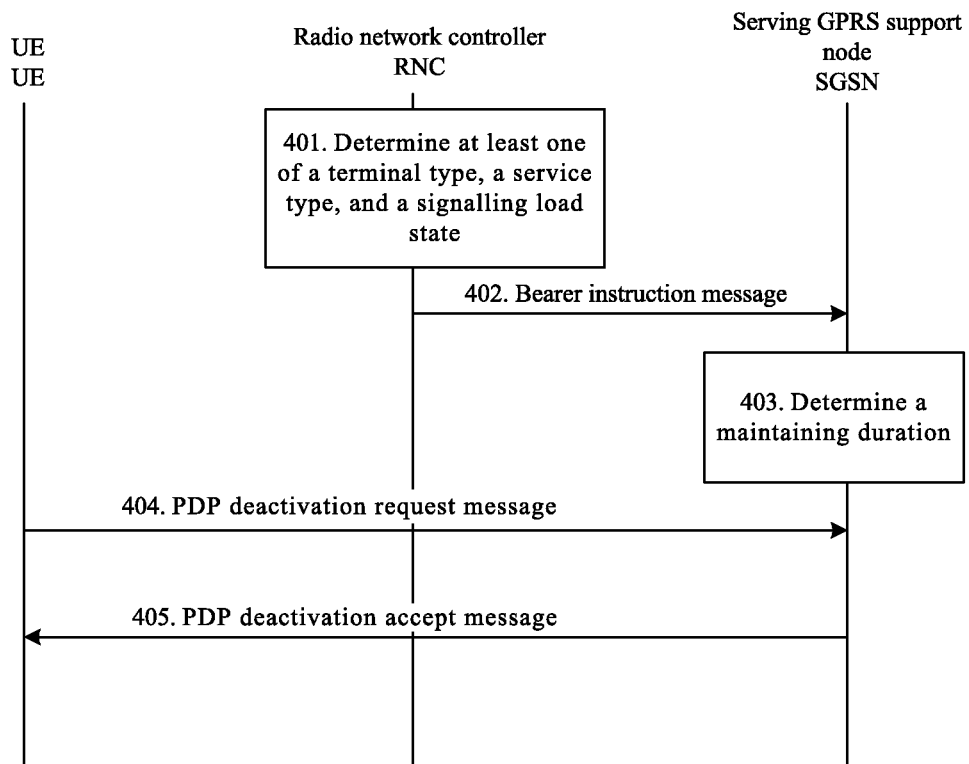 UE
UE
Radio network controller
RNC
Serving GPRS support
node
SGSN
401. Determine at least one
of a terminal type, a service
type, and a signalling load
state
402. Bearer instruction message
403. Determine a
maintaining duration
404. PDP deactivation request message
405. PDP deactivation accept message